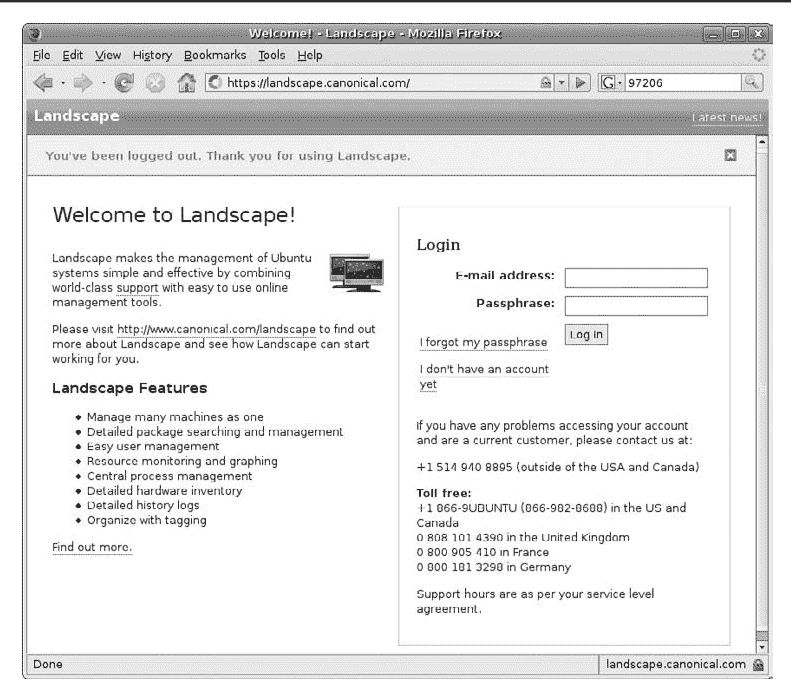 Welcome! - Landscape - Mozilla Firefox
File Edit View History Bookmarks Tools Help
https://landscape.canonical.com/
G 97206
Landscape
Latest news!
You've been logged out. Thank you for using Landscape.
Welcome to Landscape!
Landscape makes the management of Ubuntu
systems simple and effective by combining
world-class support with easy to use online
management tools.
Please visit http://www.canonical.com/landscape to find out
more about Landscape and see how Landscape can start
working for you.
Landscape Features
Manage many machines as one
Detailed package searching and management
Easy user management
Resource monitoring and graphing
Central process management
Detailed hardware inventory
Detailed history logs
Organize with tagging
Find out more.
Login
E-mail address:
Passphrase:
Log in
I forgot my passphrase
I don't have an account
yet
If you have any problems accessing your account
and are a current customer, please contact us at:
+1 514 940 8895 (outside of the USA and Canada)
Toll free:
+1 866-9UBUNTU (866-982-8688) in the US and
Canada
0 808 101 4390 in the United Kingdom
0 800 905 410 in France
0 800 181 3298 in Germany
Support hours are as per your service level
agreement.
Done
landscape.canonical.com